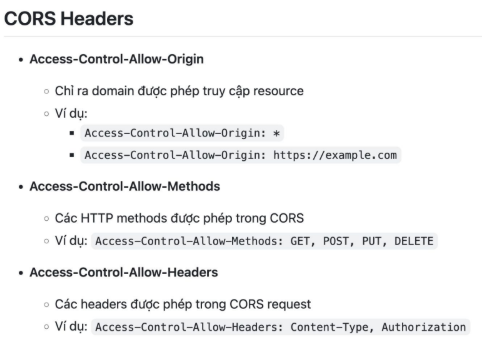 CORS Headers
Access-Control-Allow-Origin
Chỉ ra domain được phép truy cập resource
Ví dụ:
Access-Control-Allow-Origin: *
Access-Control-Allow-Origin: https://example.com
Access-Control-Allow-Methods
Các HTTP methods được phép trong CORS
Ví dụ: Access-Control-Allow-Methods: GET, POST, PUT, DELETE
Access-Control-Allow-Headers
Các headers được phép trong CORS request
Ví dụ: Access-Control-Allow-Headers: Content-Type, Authorization